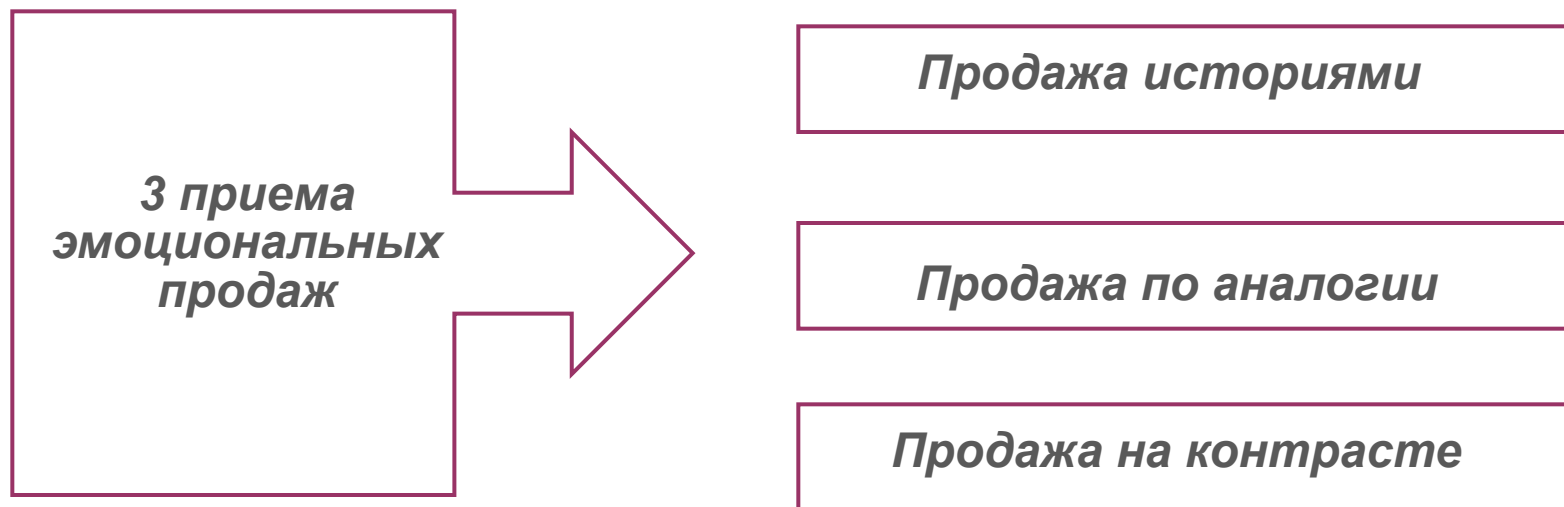 3 приема
эмоциональных
продаж
Продажа историями
Продажа по аналогии
Продажа на контрасте